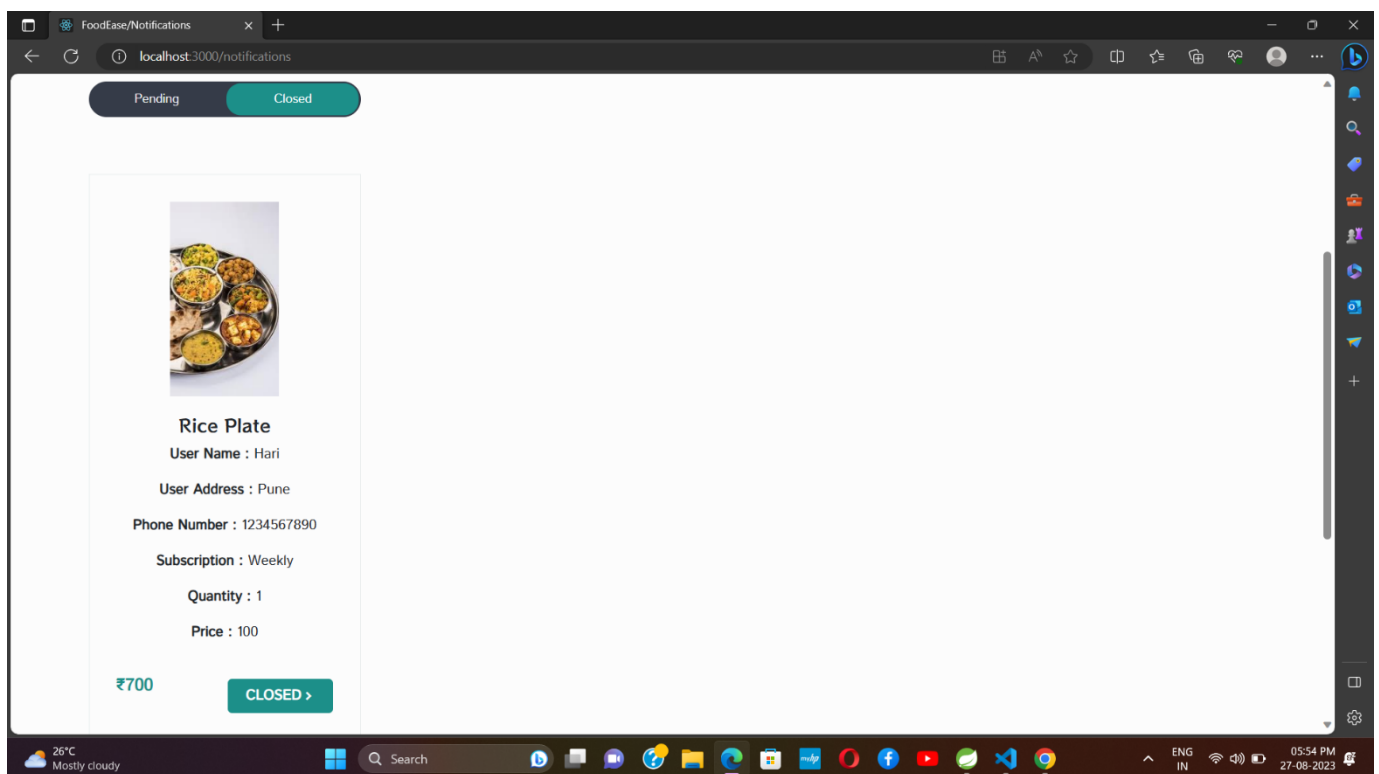 FoodEase/Notifications
localhost:3000/notifications
Pending Closed
Rice Plate
User Name : Hari
User Address : Pune
Phone Number : 1234567890
Subscription : Weekly
Quantity : 1
Price : 100
₹700 CLOSED >
26°C
Mostly cloudy
Search
ENG
IN
05:54 PM
27-08-2023